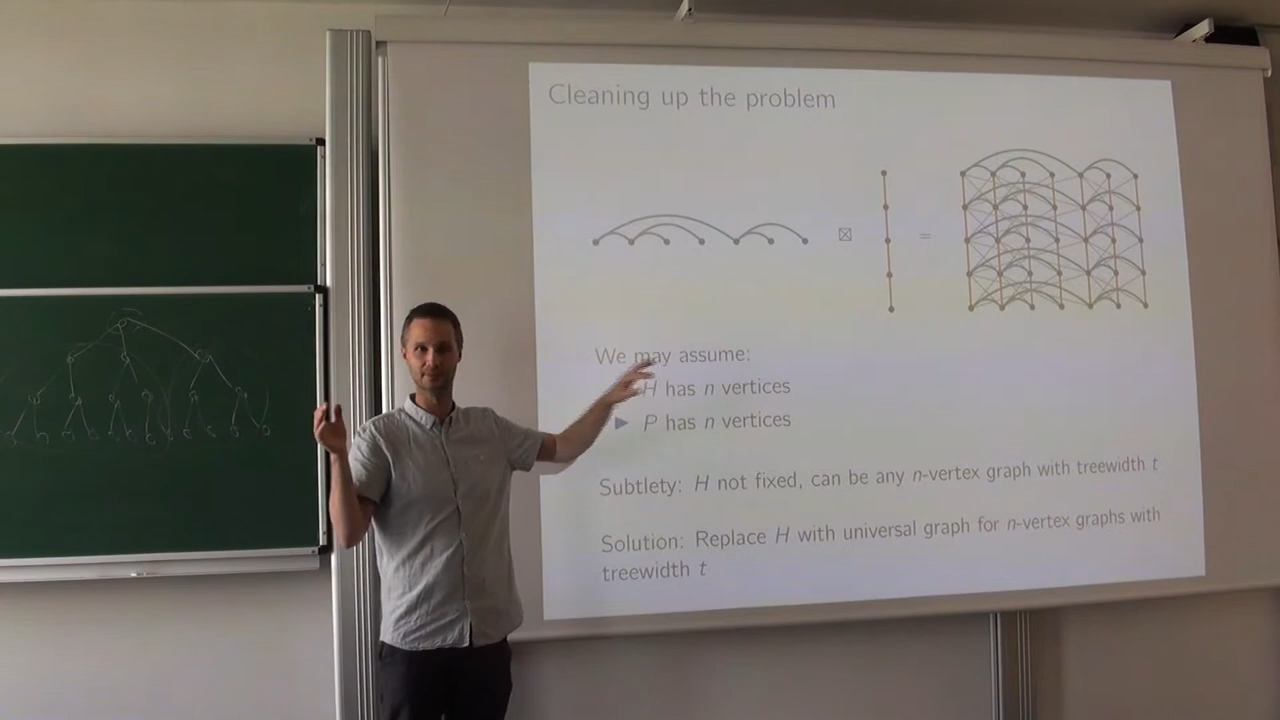 Cleaning up the problem
⊠ =
We may assume:
H has n vertices
▶ P has n vertices
Subtlety: H not fixed, can be any n-vertex graph with treewidth t
Solution: Replace H with universal graph for n-vertex graphs with
treewidth t